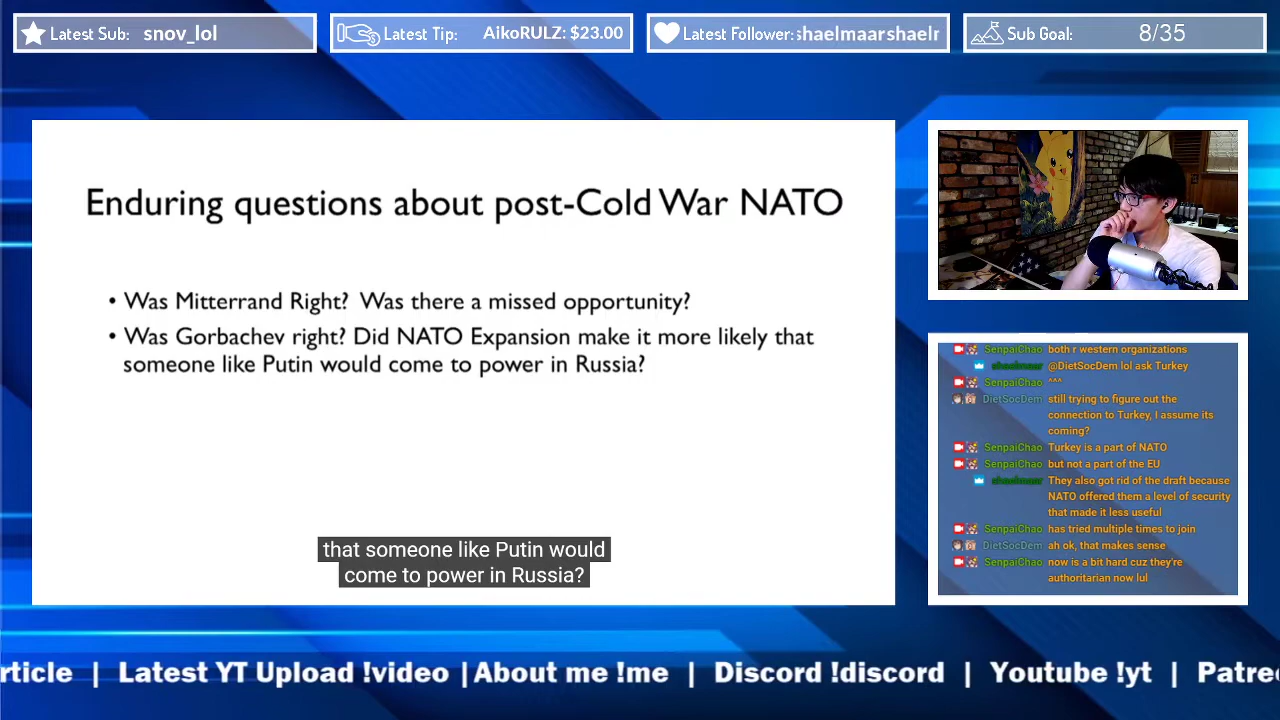 Latest Sub: snov_lol
Latest Tip: AikoRULZ: $23.00
Latest Follower: shaelmaarshaelr
Sub Goal: 8/35
Enduring questions about post-Cold War NATO
• Was Mitterrand Right? Was there a missed opportunity?
• Was Gorbachev right? Did NATO Expansion make it more likely that
someone like Putin would come to power in Russia?
that someone like Putin would
come to power in Russia?
SenpaiChao both r western organizations
@DietSocDem lol ask Turkey
SenpaiChao ^^^
DietSocDem still trying to figure out the
connection to Turkey, I assume its
coming?
SenpaiChao Turkey is a part of NATO
SenpaiChao but not a part of the EU
They also got rid of the draft because
NATO offered them a level of security
that made it less useful
SenpaiChao has tried multiple times to join
DietSocDem ah ok, that makes sense
SenpaiChao now is a bit hard cuz they're
authoritarian now lul
rticle | Latest YT Upload !video | About me !me | Discord !discord | Youtube !yt | Patre